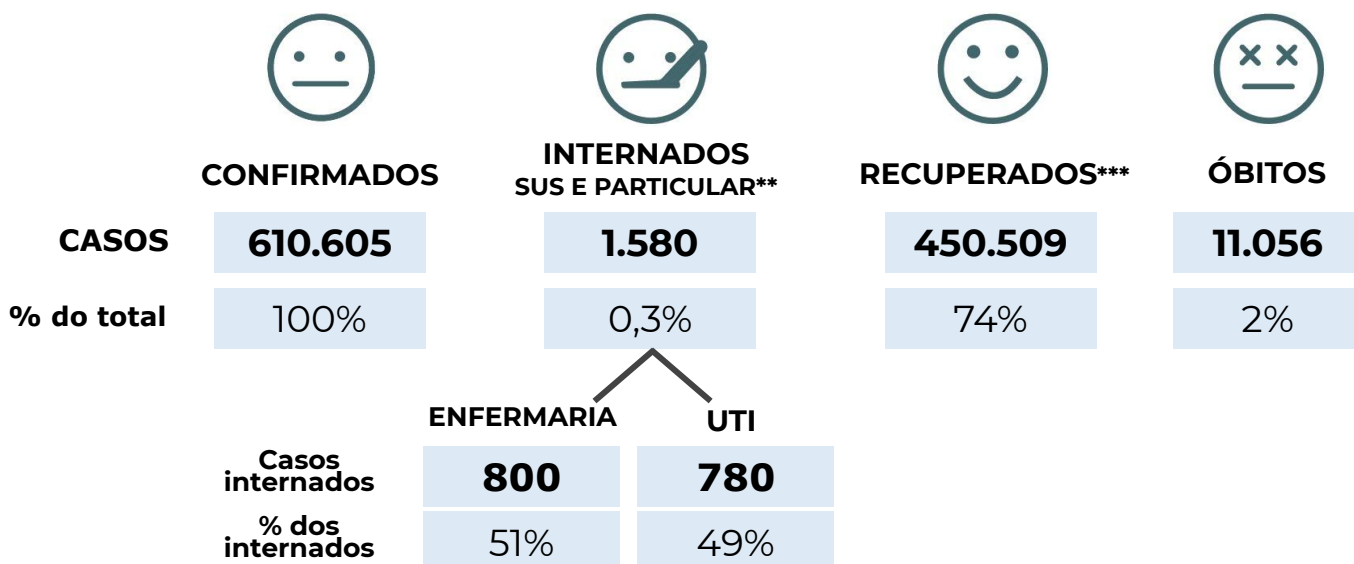 CONFIRMADOS
INTERNADOS
SUS E PARTICULAR**
RECUPERADOS***
ÓBITOS
CASOS
610.605
1.580
450.509
11.056
% do total
100%
0,3%
74%
2%
ENFERMARIA
UTI
Casos
internados
800
780
% dos
internados
51%
49%